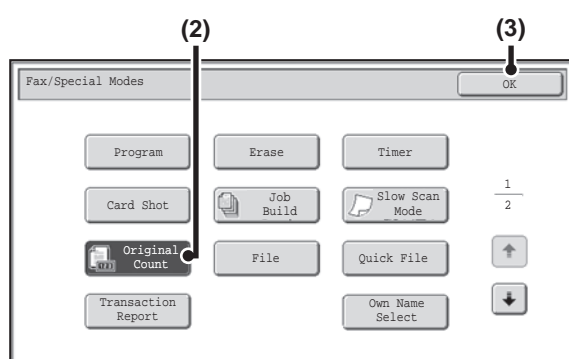 (2) (3)
Fax/Special Modes OK
Program Erase Timer
Card Shot Job Build Slow Scan Mode 1
2
Original Count File Quick File
Transaction Report Own Name Select